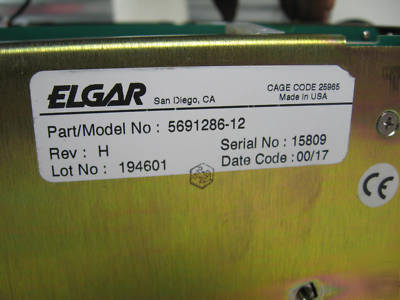 ELGAR San Diego, CA
CAGE CODE 25965
Made in USA
Part/Model No : 5691286-12
Rev : H
Serial No : 15809
Lot No : 194601
Date Code : 00/17
CE